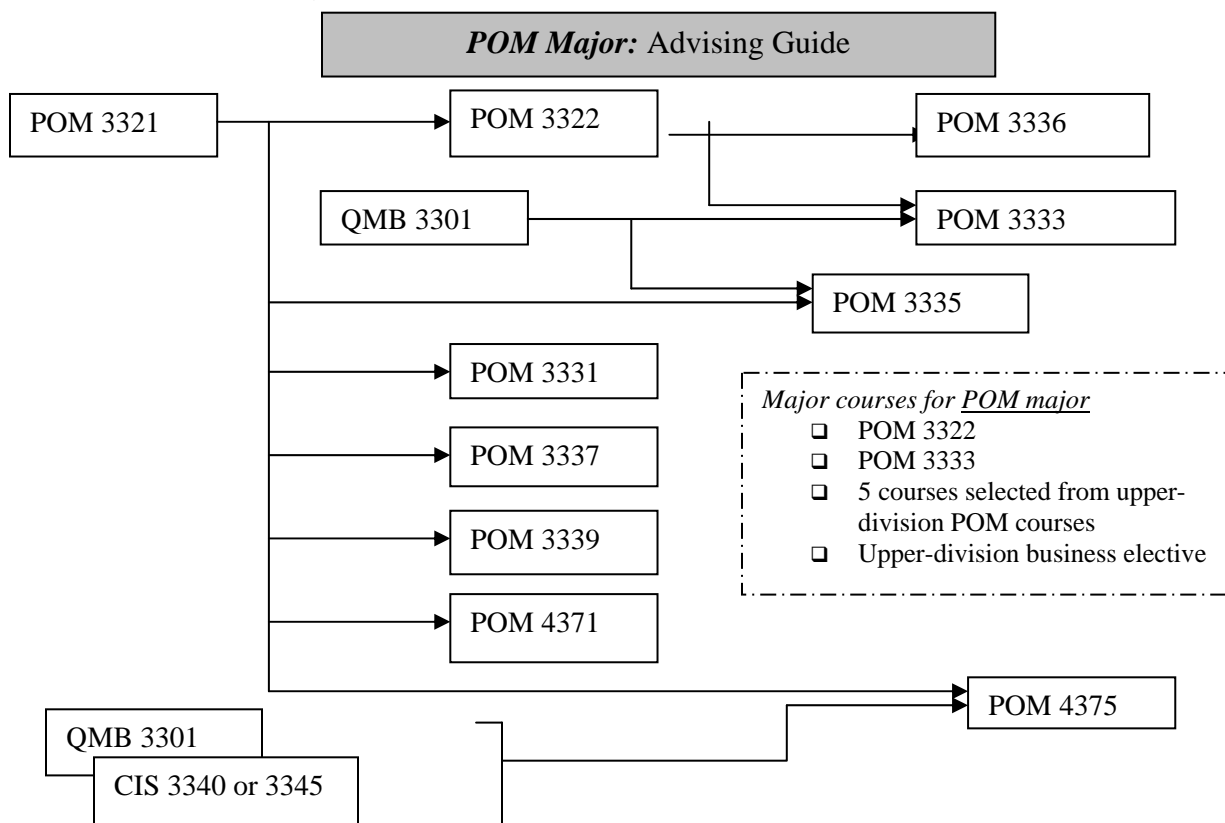 POM Major: Advising Guide
POM 3321
POM 3322
POM 3336
QMB 3301
POM 3333
POM 3335
POM 3331
Major courses for POM major
❑ POM 3322
❑ POM 3333
❑ 5 courses selected from upper-
division POM courses
❑ Upper-division business elective
POM 3337
POM 3339
POM 4371
POM 4375
QMB 3301
CIS 3340 or 3345